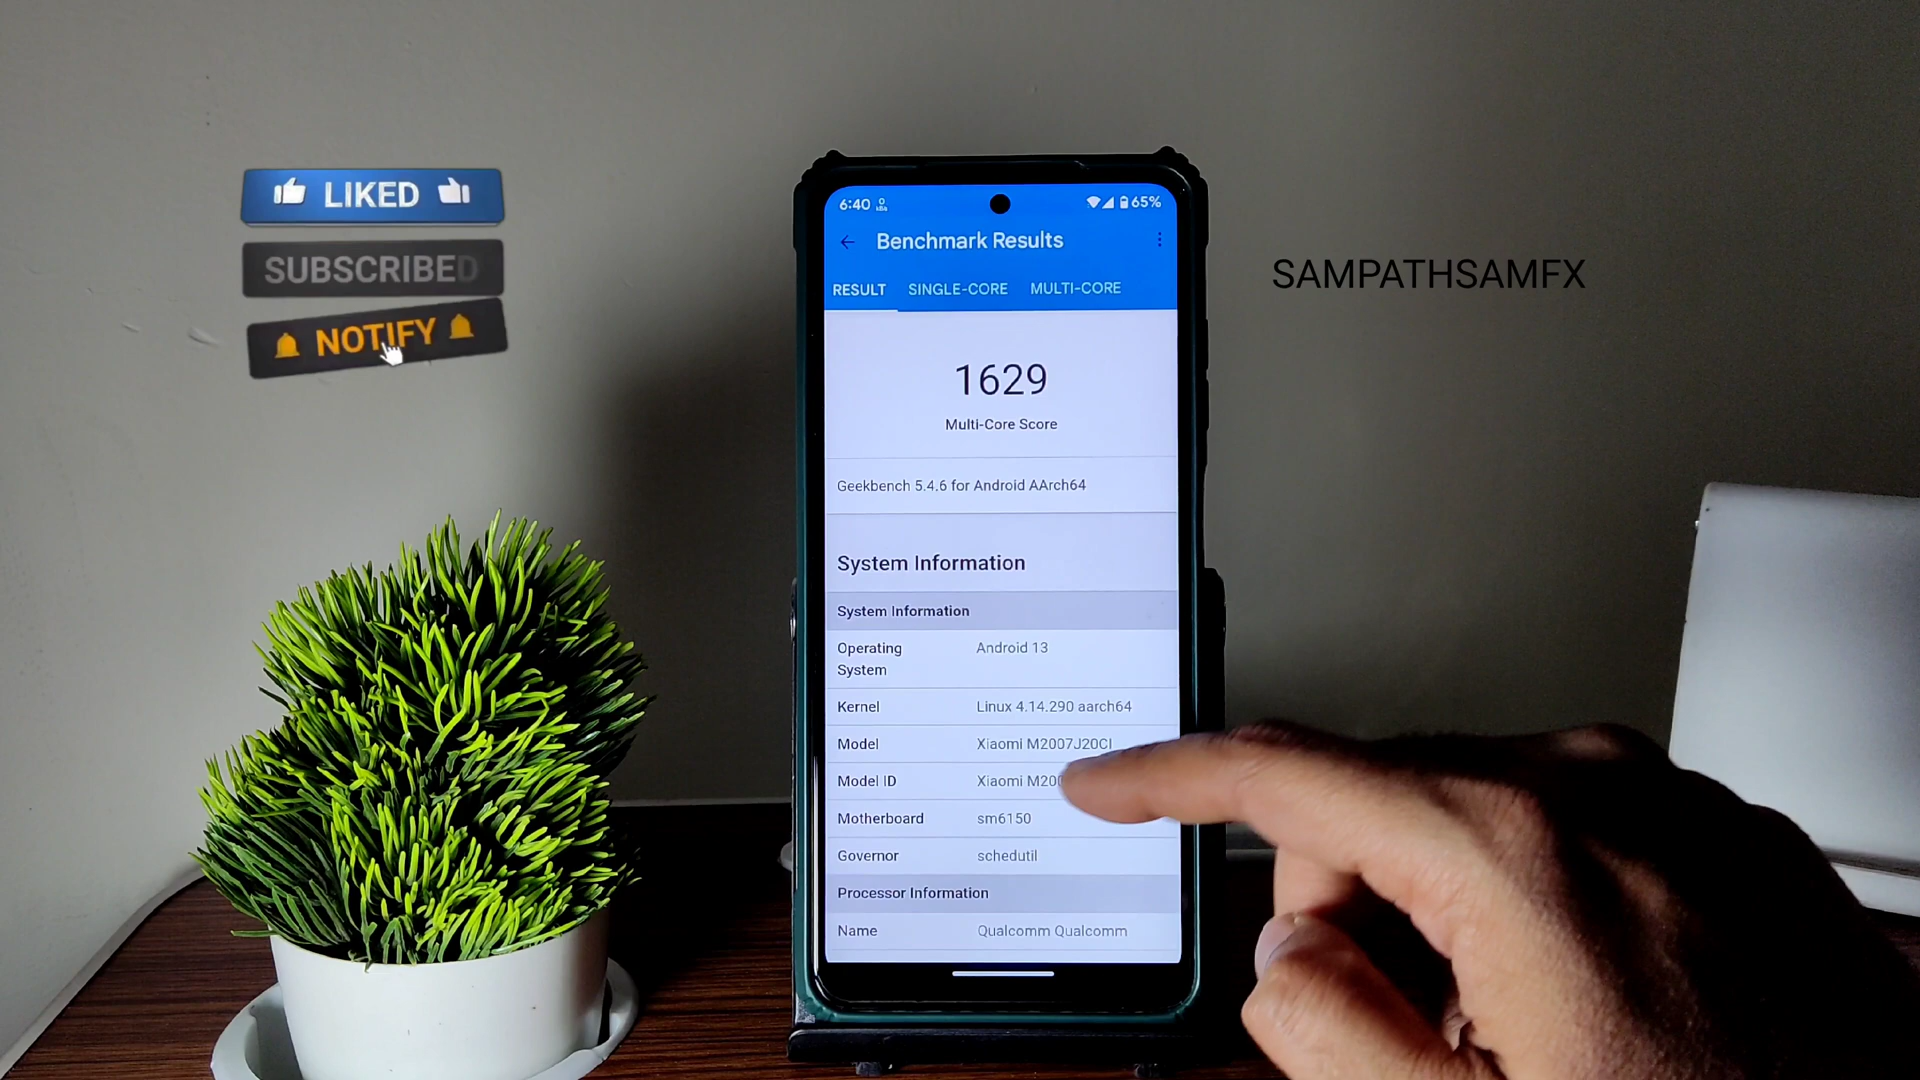 LIKED
SUBSCRIBED
NOTIFY
SAMPATHSAMFX
6:40
65%
Benchmark Results
RESULT SINGLE-CORE MULTI-CORE
1629
Multi-Core Score
Geekbench 5.4.6 for Android AArch64
System Information
System Information
Operating System Android 13
Kernel Linux 4.14.290 aarch64
Model Xiaomi M2007J20CI
Model ID Xiaomi
Motherboard sm6150
Governor schedutil
Processor Information
Name Qualcomm Qualcomm